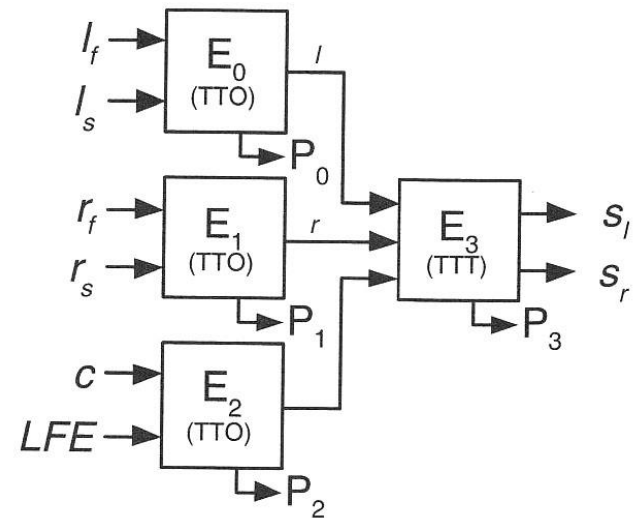 l_f
l_s
E_0
(TTO)
l
P_0
r_f
r_s
E_1
(TTO)
r
P_1
c
LFE
E_2
(TTO)
P_2
E_3
(TTT)
s_l
s_r
P_3